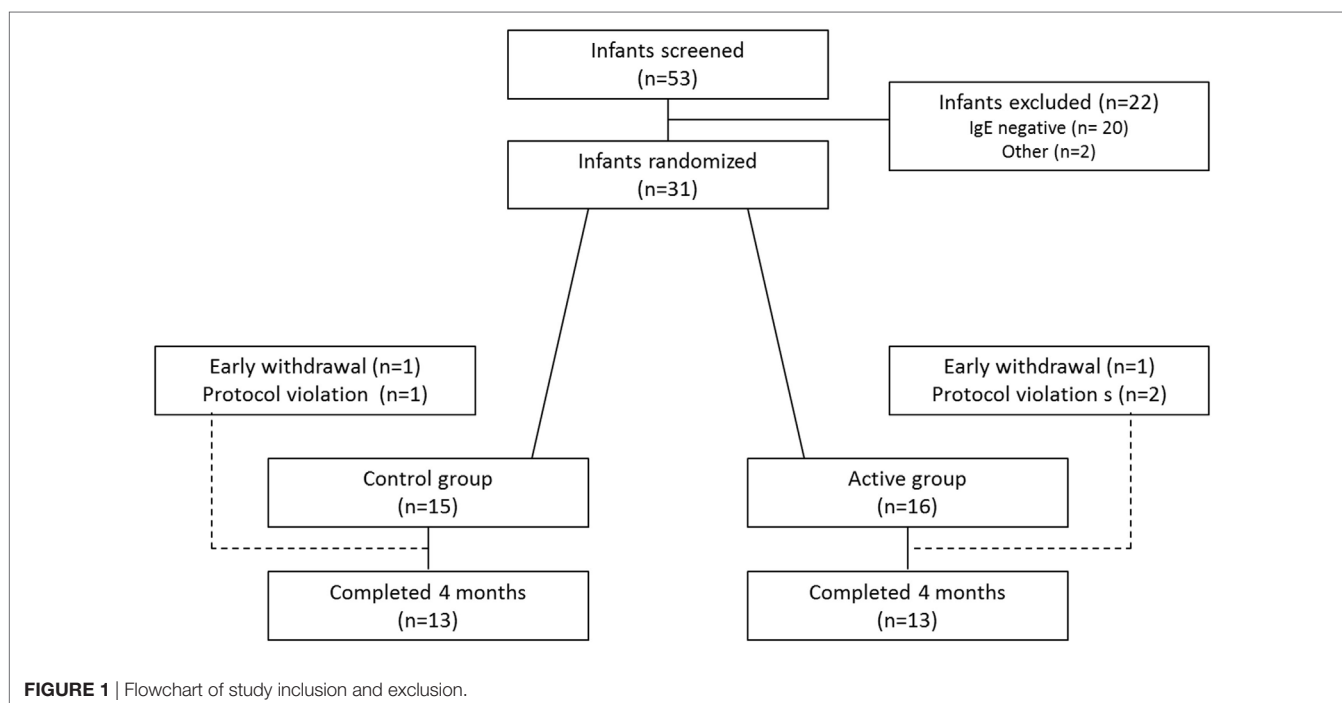 Infants screened
(n=53)
Infants excluded (n=22)
IgE negative (n= 20)
Other (n=2)
Infants randomized
(n=31)
Early withdrawal (n=1)
Protocol violation (n=1)
Early withdrawal (n=1)
Protocol violation s (n=2)
Control group
(n=15)
Active group
(n=16)
Completed 4 months
(n=13)
Completed 4 months
(n=13)
FIGURE 1 | Flowchart of study inclusion and exclusion.